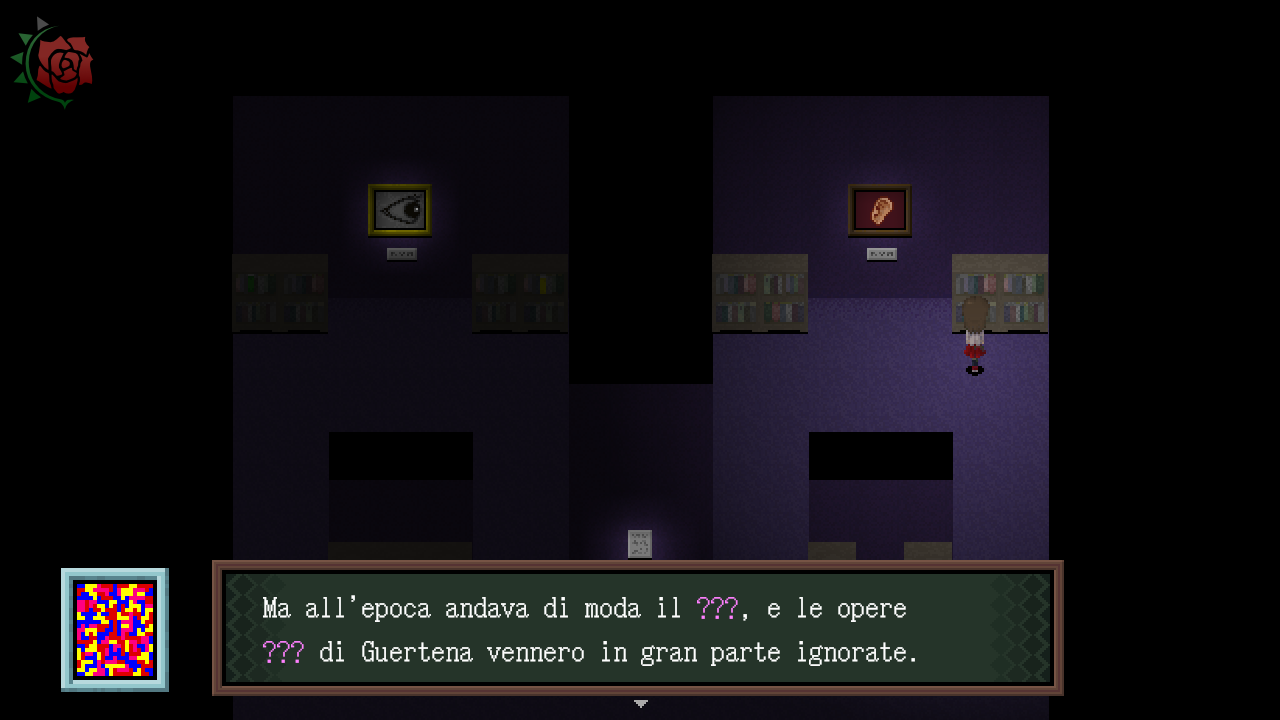 Ma all'epoca andava di moda il ???, e le opere
??? di Guertena vennero in gran parte ignorate.